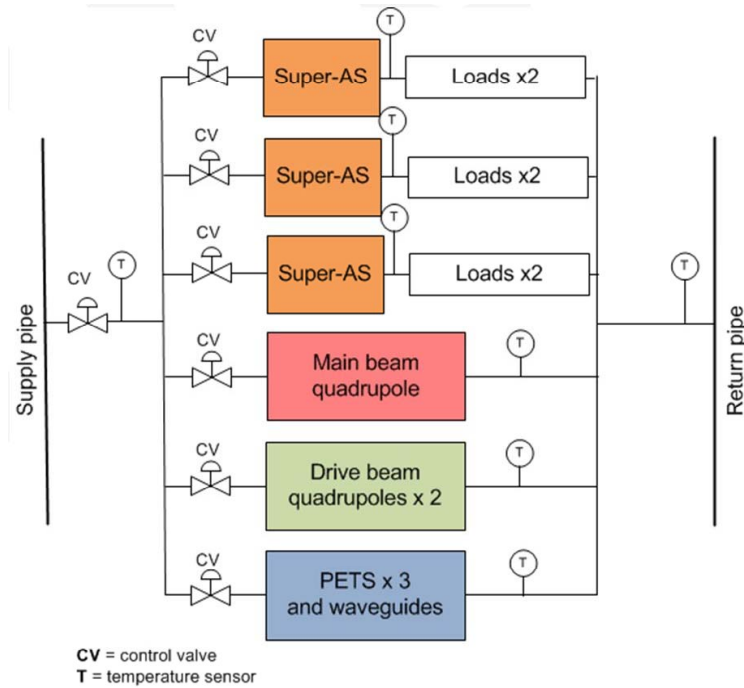 CV
T
Super-AS
Loads x2
CV
T
Super-AS
Loads x2
CV
T
Super-AS
Loads x2
Supply pipe
CV
T
T
Return pipe
CV
Main beam
quadrupole
T
CV
Drive beam
quadrupoles x 2
T
CV
PETS x 3
and waveguides
T
CV = control valve
T = temperature sensor